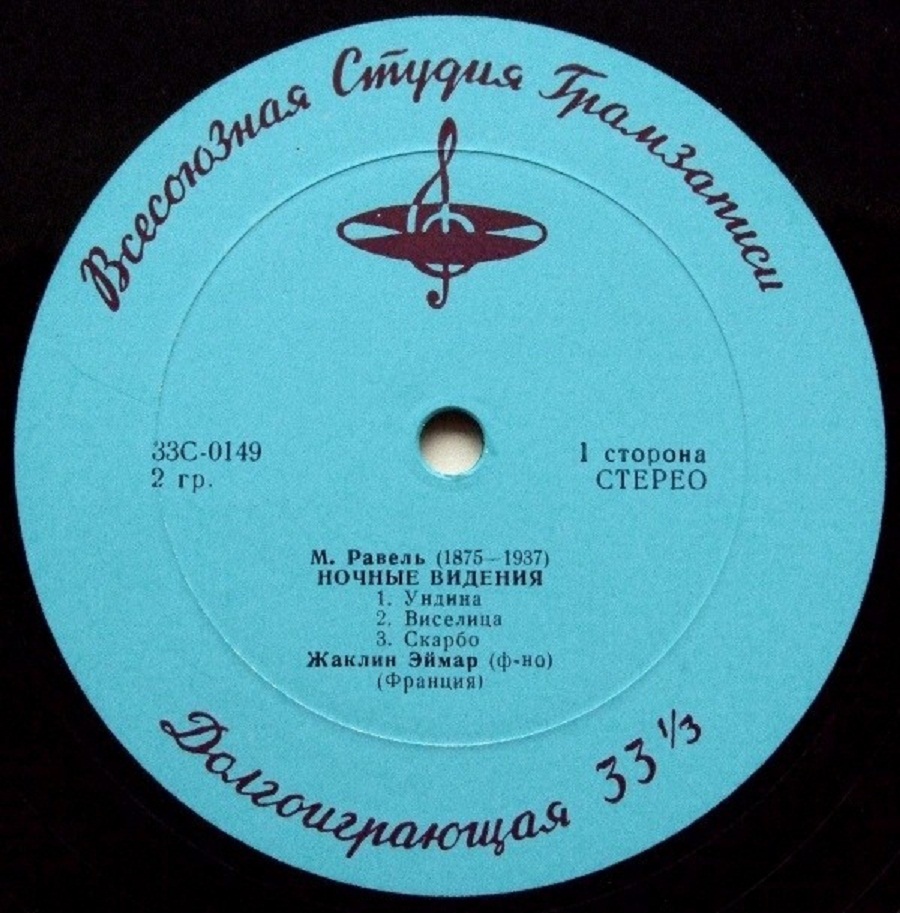 Всесоюзная Студия Грамзаписи
33С-0149
2 гр.
1 сторона
СТЕРЕО
М. Равель (1875—1937)
НОЧНЫЕ ВИДЕНИЯ
1. Ундина
2. Виселица
3. Скарбо
Жаклин Эймар (ф-но)
(Франция)
Долгоиграющая 33 1/3